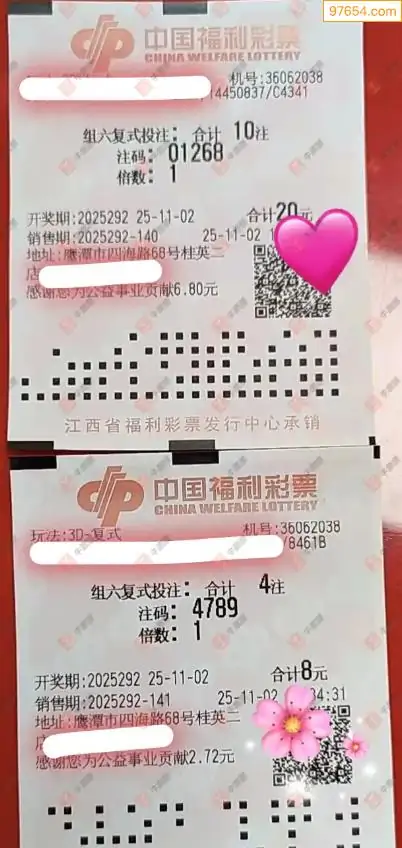 97654.com
中国福利彩票
CHINA WELFARE LOTTERY
机号:36062038
/14450837/C4341
组六复式投注: 合计 10注
注码: 01268
倍数: 1
开奖期:2025292 25-11-02 合计20元
销售期:2025292-140 25-11-02
地址:鹰潭市四海路68号桂英二
店
感谢您为公益事业贡献6.80元
江西省福利彩票发行中心承销
中国福利彩票
CHINA WELFARE LOTTERY
玩法:3D-复式 机号:36062038
/8461B
组六复式投注: 合计 4注
注码: 4789
倍数: 1
开奖期:2025292 25-11-02 合计8元
销售期:2025292-141 25-11-02 34:31
地址:鹰潭市四海路68号桂英二
店
感谢您为公益事业贡献2.72元